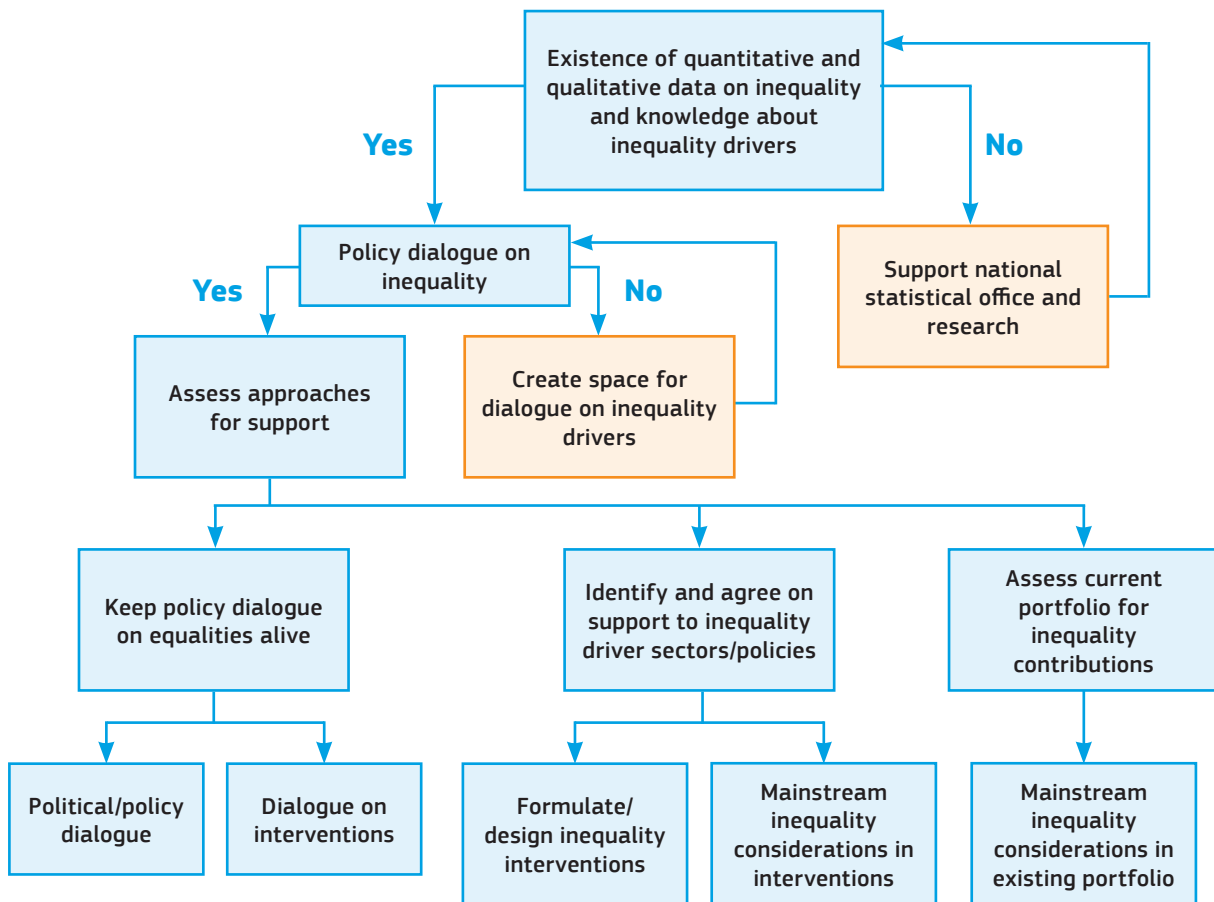 Existence of quantitative and
qualitative data on inequality
and knowledge about
inequality drivers
Yes
No
Policy dialogue on
inequality
Support national
statistical office and
research
Yes
No
Assess approaches
for support
Create space for
dialogue on inequality
drivers
Keep policy dialogue
on equalities alive
Identify and agree on
support to inequality
driver sectors/policies
Assess current
portfolio for
inequality
contributions
Political/policy
dialogue
Dialogue on
interventions
Formulate/
design inequality
interventions
Mainstream
inequality
considerations in
interventions
Mainstream
inequality
considerations in
existing portfolio